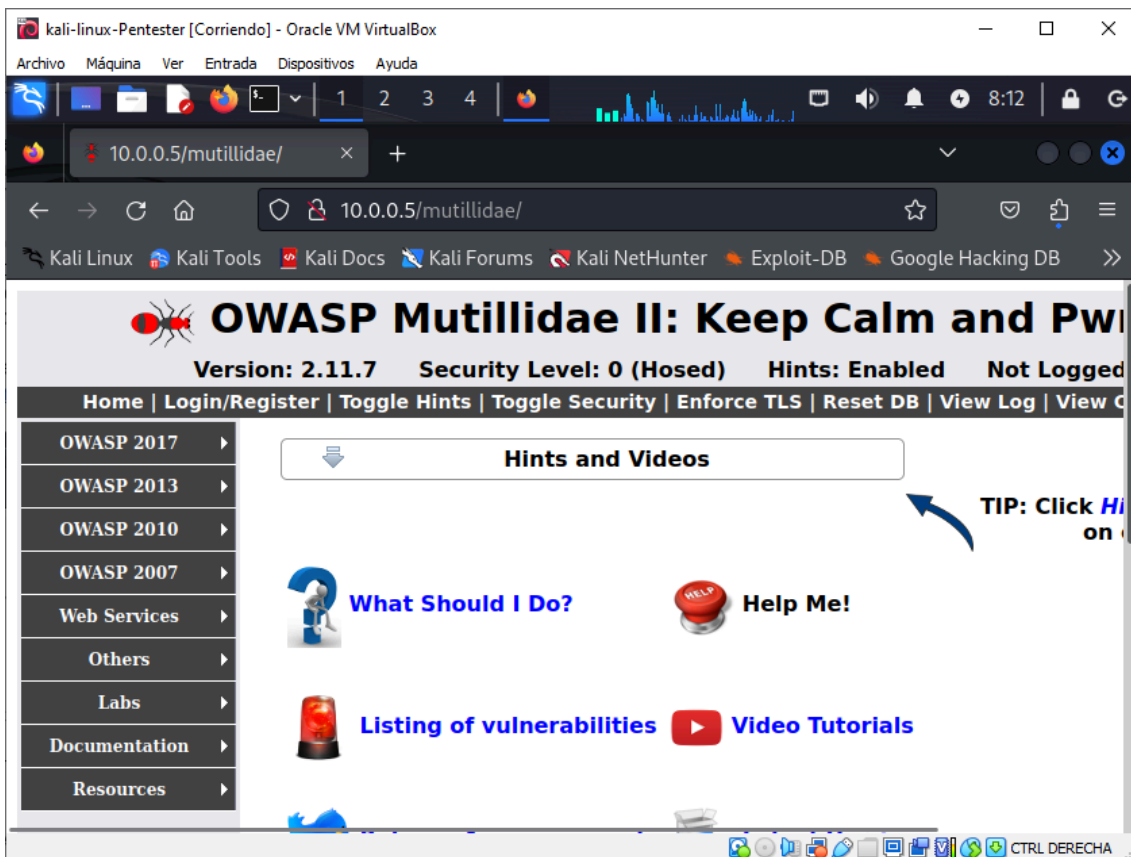 kali-linux-Pentester [Corriendo] - Oracle VM VirtualBox
Archivo Máquina Ver Entrada Dispositivos Ayuda
1 2 3 4 8:12
10.0.0.5/mutillidae/
10.0.0.5/mutillidae/
Kali Linux Kali Tools Kali Docs Kali Forums Kali NetHunter Exploit-DB Google Hacking DB
OWASP Mutillidae II: Keep Calm and Pw
Version: 2.11.7 Security Level: 0 (Hosed) Hints: Enabled Not Logged
Home | Login/Register | Toggle Hints | Toggle Security | Enforce TLS | Reset DB | View Log | View
OWASP 2017
Hints and Videos
OWASP 2013
TIP: Click Hi
OWASP 2010
on
OWASP 2007
Web Services
What Should I Do?
HELP
Help Me!
Others
Labs
Listing of vulnerabilities
Video Tutorials
Documentation
Resources
CTRL DERECHA